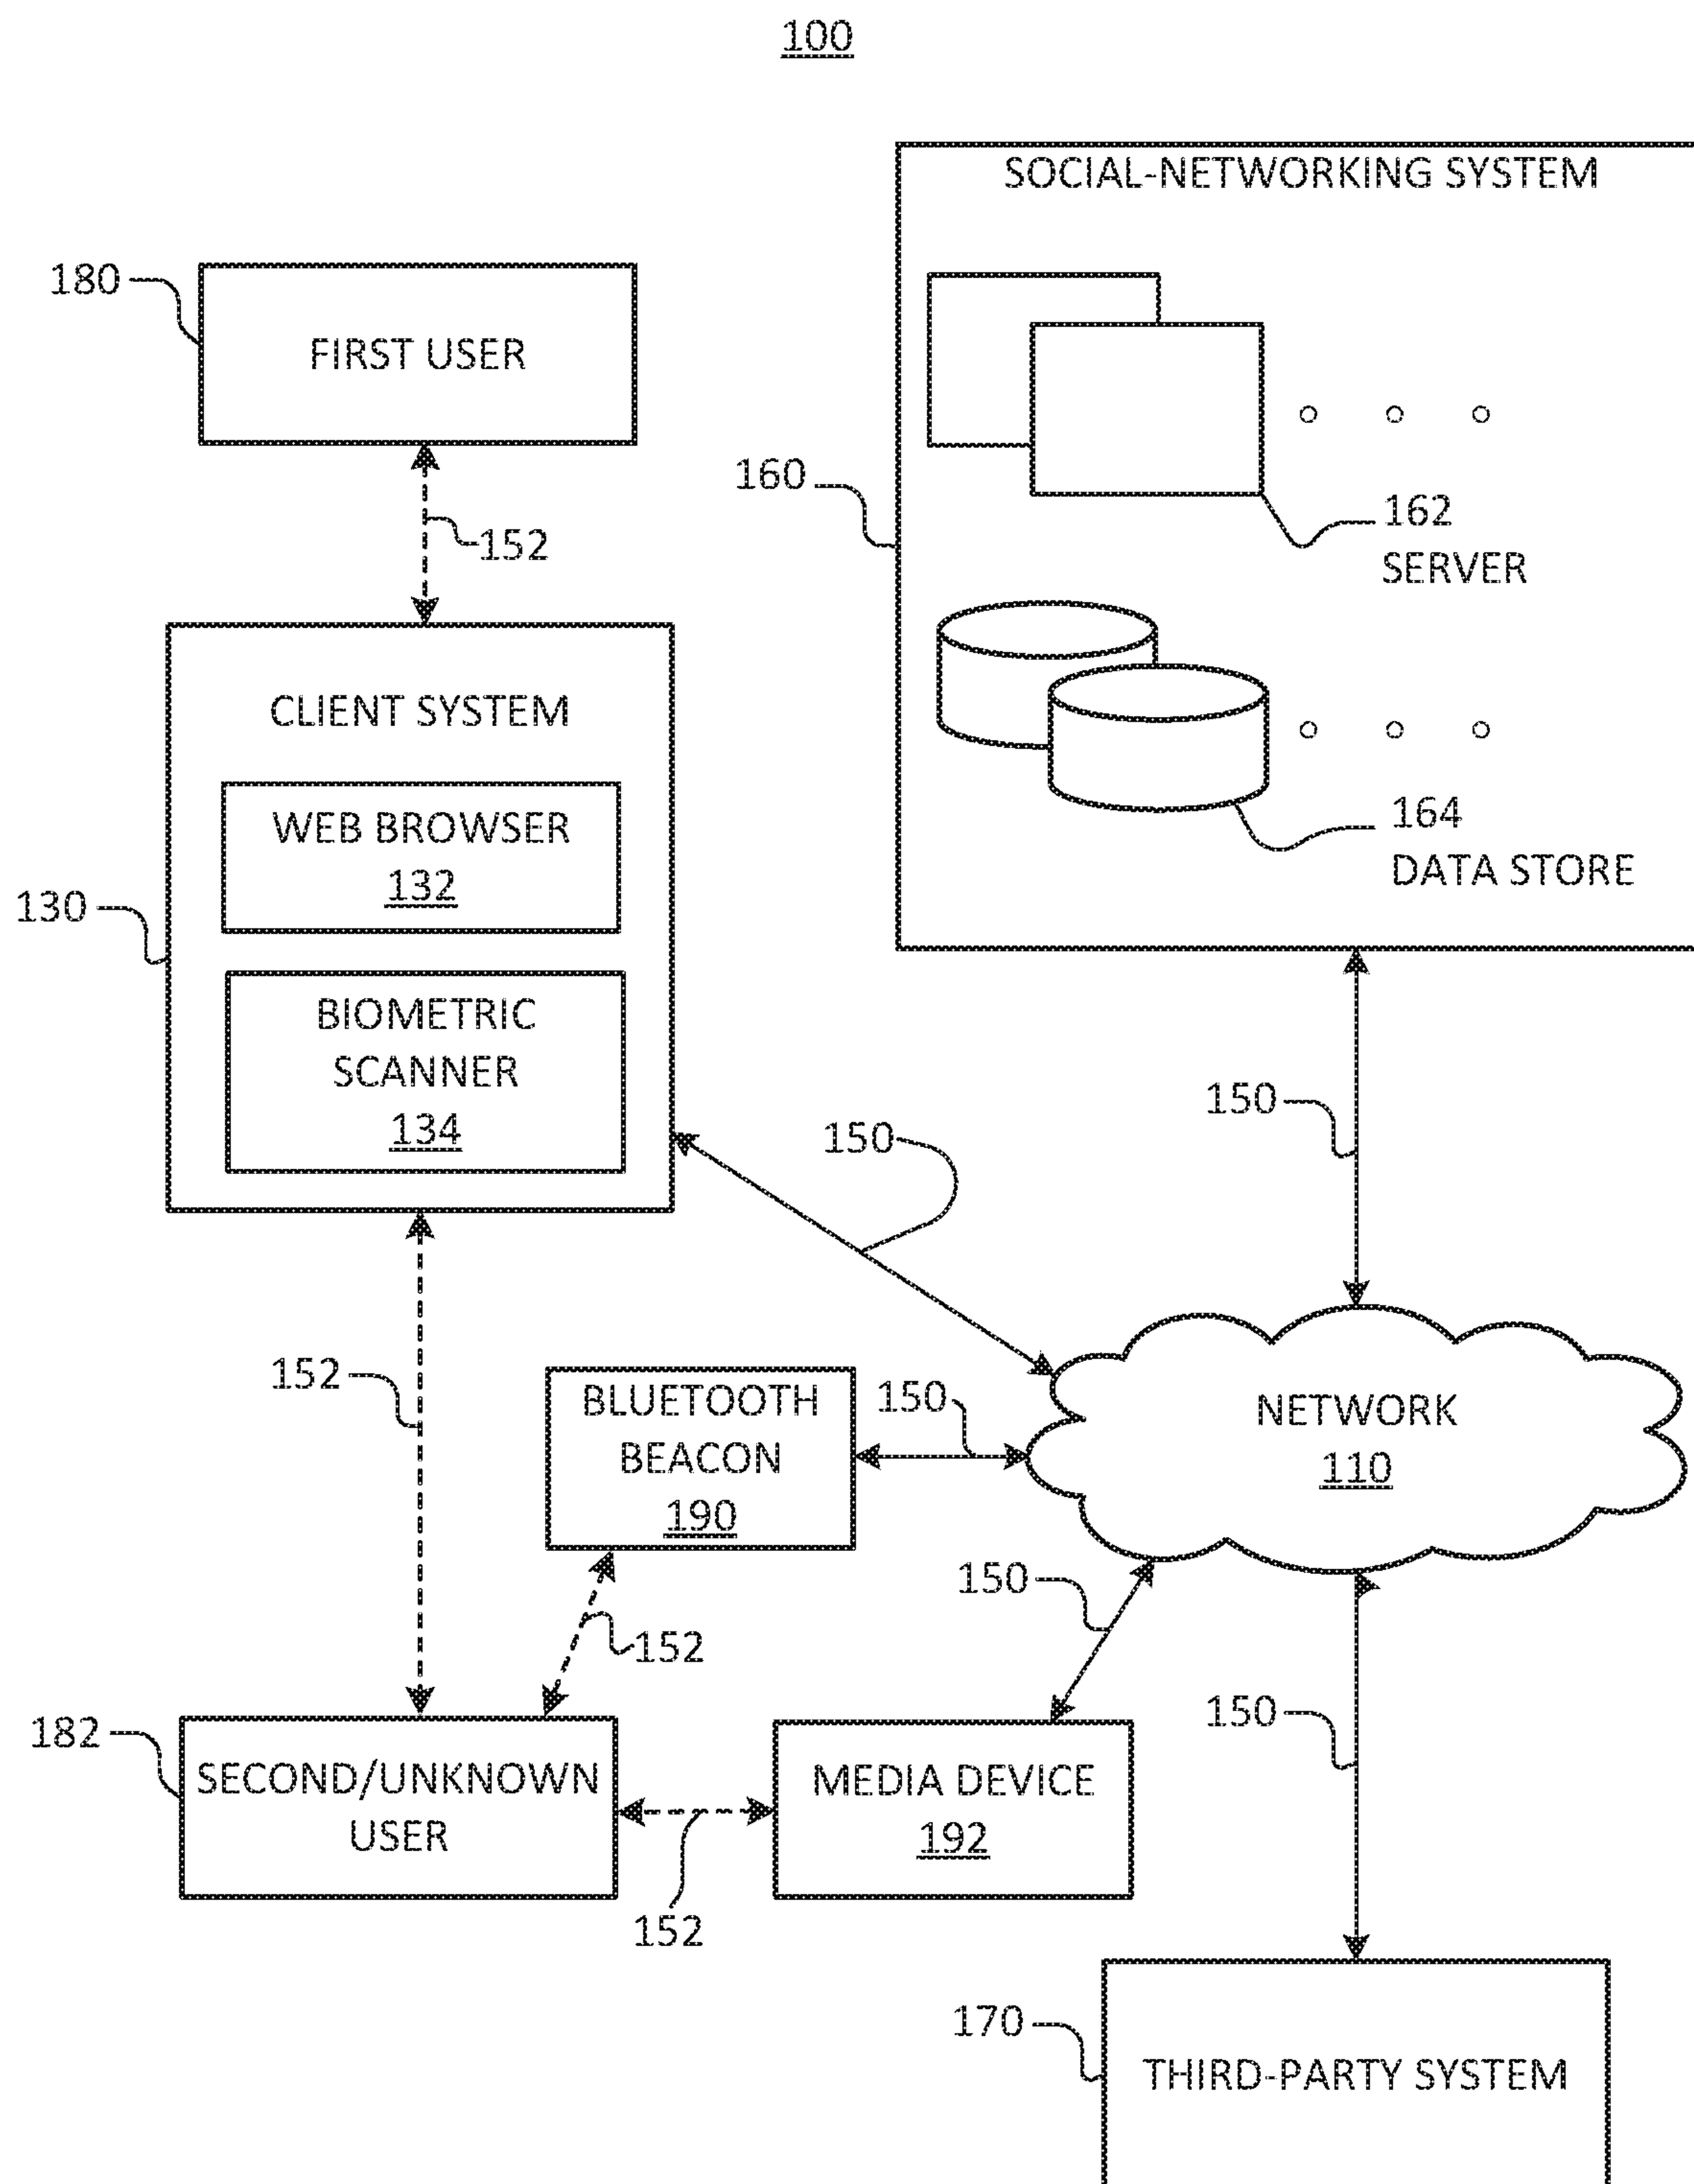 100
SOCIAL-NETWORKING SYSTEM
180
FIRST USER
160
162
SERVER
152
CLIENT SYSTEM
WEB BROWSER
132
164
DATA STORE
130
BIOMETRIC
SCANNER
134
150
150
152
BLUETOOTH
BEACON
190
150
NETWORK
110
150
152
182
SECOND/UNKNOWN
USER
MEDIA DEVICE
192
150
152
170
THIRD-PARTY SYSTEM